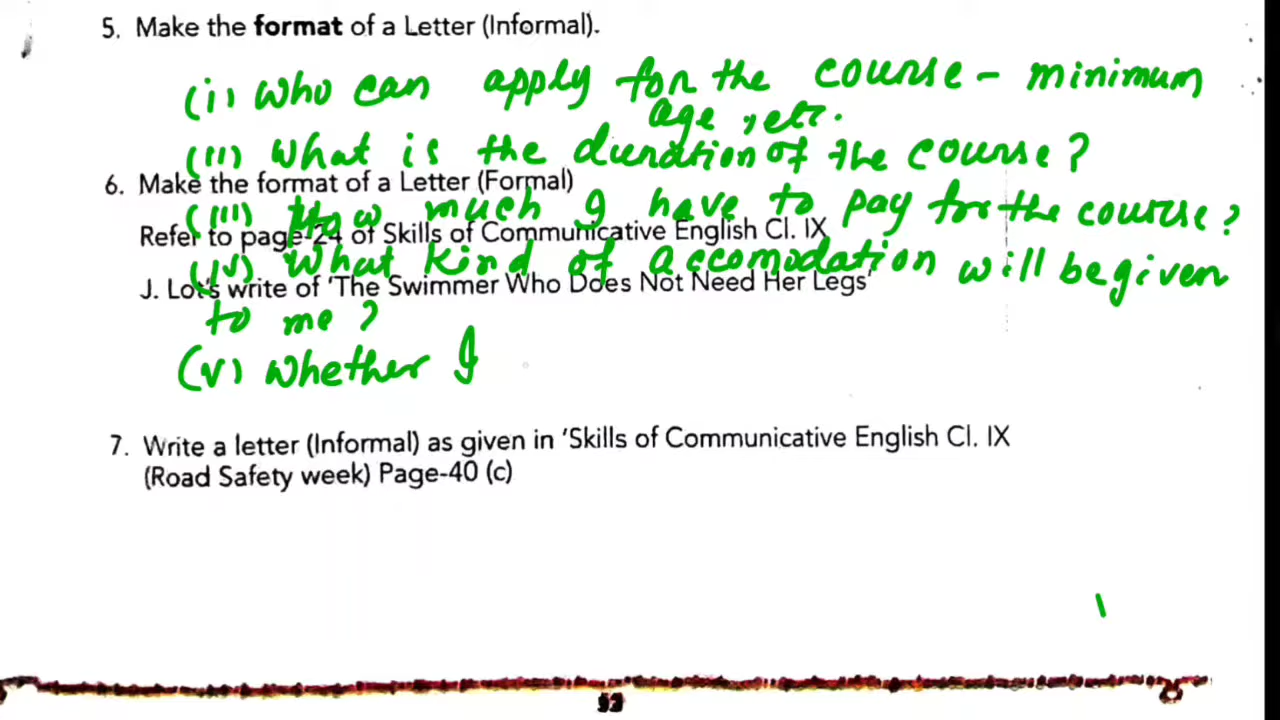 5. Make the format of a Letter (Informal).
(i) Who can apply for the course - minimum
age, etc.
(ii) What is the duration of the course?
6. Make the format of a Letter (Formal)
(iii) How much I have to pay for the course?
Refer to page-24 of Skills of Communicative English Cl. IX
(iv) What kind of accomodation will be given
J. Lot's write of 'The Swimmer Who Does Not Need Her Legs'
to me?
(v) Whether I
7. Write a letter (Informal) as given in 'Skills of Communicative English Cl. IX
(Road Safety week) Page-40 (c)